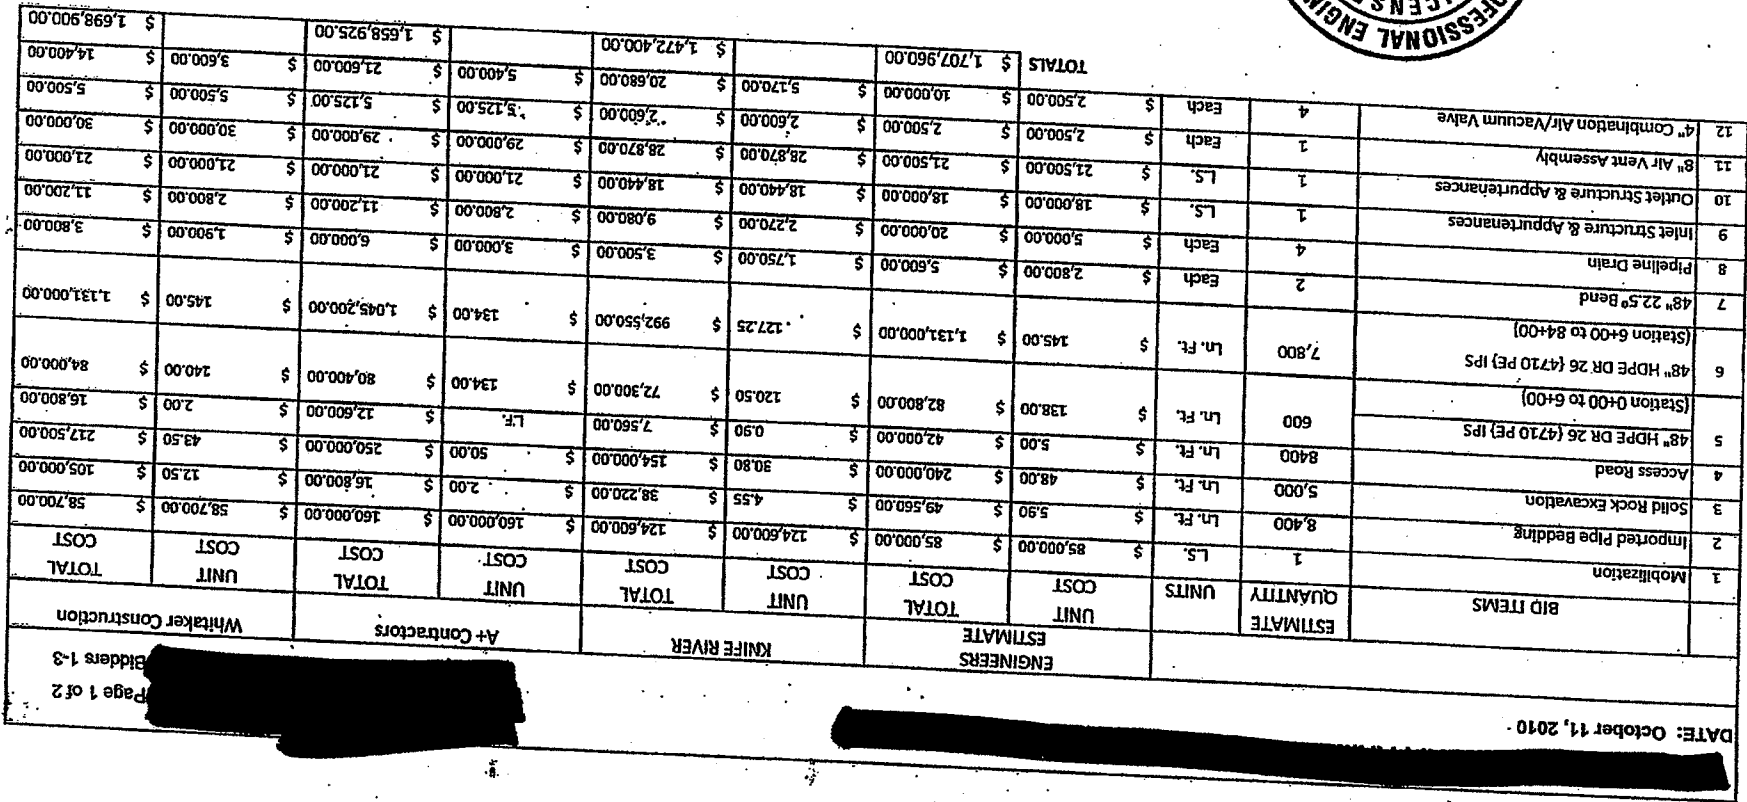 DATE: October 11, 2010
Page 1 of 2
Bidders 1-3
ENGINEERS ESTIMATE KNIFE RIVER A+ Contractors Whitaker Construction
BID ITEMS ESTIMATE QUANTITY UNITS UNIT COST TOTAL COST UNIT COST TOTAL COST UNIT COST TOTAL COST UNIT COST TOTAL COST
1 Mobilization 1 L.S. $ 85,000.00 $ 85,000.00 $ 124,600.00 $ 124,600.00 $ 160,000.00 $ 160,000.00 $ 58,700.00 $ 58,700.00
2 Imported Pipe Bedding 8,400 Ln. Ft. $ 5.90 $ 49,560.00 $ 4.55 $ 38,220.00 $ 2.00 $ 16,800.00 $ 12.50 $ 105,000.00
3 Solid Rock Excavation 5,000 Ln. Ft. $ 48.00 $ 240,000.00 $ 30.80 $ 154,000.00 $ 50.00 $ 250,000.00 $ 43.50 $ 217,500.00
4 Access Road 8400 Ln. Ft. $ 5.00 $ 42,000.00 $ 0.90 $ 7,560.00 L.F. $ 12,600.00 $ 2.00 $ 16,800.00
5 48" HDPE DR 26 {4710 PE} IPS
(Station 0+00 to 6+00) 600 Ln. Ft. $ 138.00 $ 82,800.00 $ 120.50 $ 72,300.00 $ 134.00 $ 80,400.00 $ 140.00 $ 84,000.00
6 48" HDPE DR 26 {4710 PE} IPS
(Station 6+00 to 84+00) 7,800 Ln. Ft. $ 145.00 $ 1,131,000.00 $ 127.25 $ 992,550.00 $ 134.00 $ 1,045,200.00 $ 145.00 $ 1,131,000.00
7 48" 22.5° Bend 2 Each $ 2,800.00 $ 5,600.00 $ 1,750.00 $ 3,500.00 $ 3,000.00 $ 6,000.00 $ 1,900.00 $ 3,800.00
8 Pipeline Drain 4 Each $ 5,000.00 $ 20,000.00 $ 2,270.00 $ 9,080.00 $ 2,800.00 $ 11,200.00 $ 2,800.00 $ 11,200.00
9 Inlet Structure & Appurtenances 1 L.S. $ 18,000.00 $ 18,000.00 $ 18,440.00 $ 18,440.00 $ 21,000.00 $ 21,000.00 $ 21,000.00 $ 21,000.00
10 Outlet Structure & Appurtenances 1 L.S. $ 21,500.00 $ 21,500.00 $ 28,870.00 $ 28,870.00 $ 29,000.00 $ 29,000.00 $ 30,000.00 $ 30,000.00
11 8" Air Vent Assembly 1 Each $ 2,500.00 $ 2,500.00 $ 2,600.00 $ 2,600.00 $ 5,125.00 $ 5,125.00 $ 5,500.00 $ 5,500.00
12 4" Combination Air/Vacuum Valve 4 Each $ 2,500.00 $ 10,000.00 $ 5,170.00 $ 20,680.00 $ 5,400.00 $ 21,600.00 $ 3,600.00 $ 14,400.00
TOTALS $ 1,707,960.00 $ 1,472,400.00 $ 1,658,925.00 $ 1,698,900.00
OFESSIONAL ENGIN
ICENS